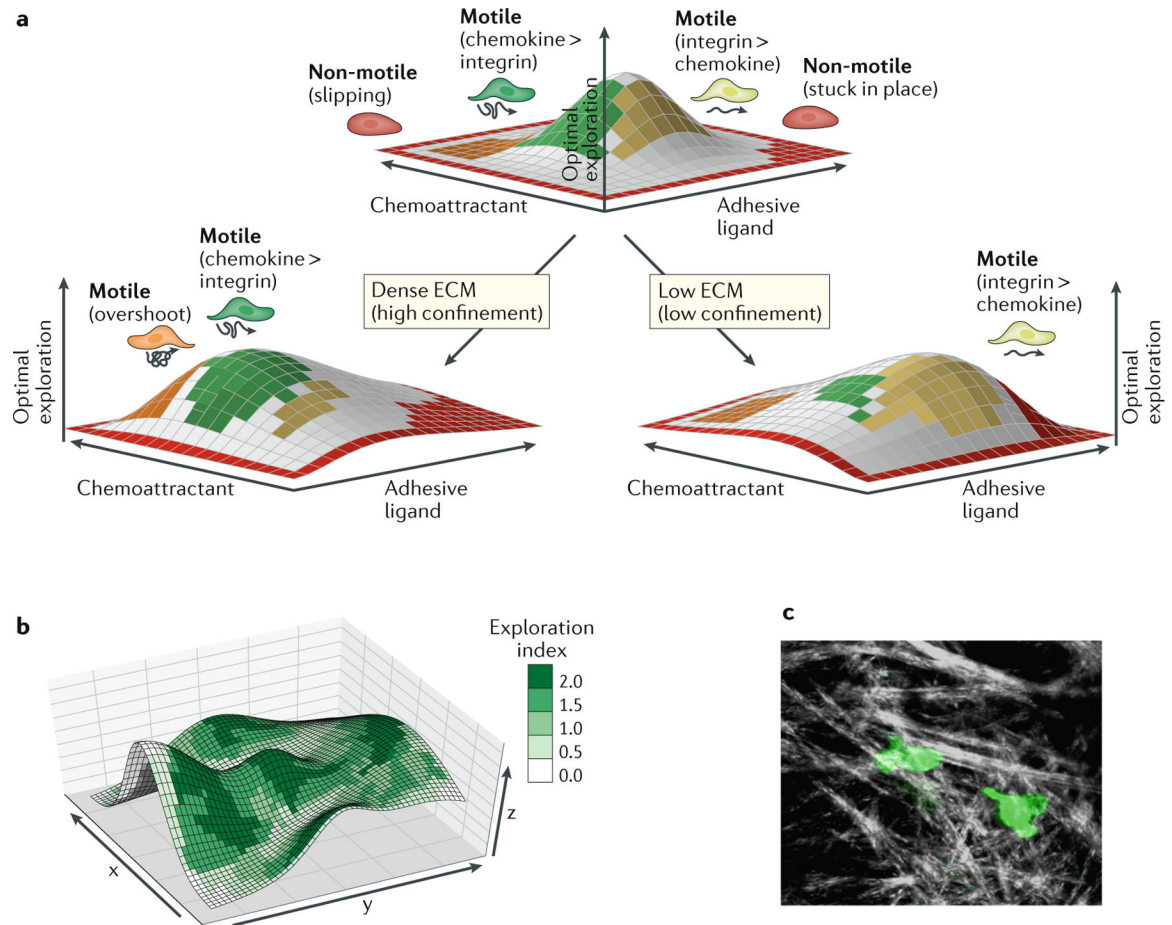 a
Motile
(chemokine >
integrin)
Motile
(integrin >
chemokine)
Non-motile
(slipping)
Non-motile
(stuck in place)
Optimal
exploration
Chemoattractant
Adhesive
ligand
Motile
(chemokine >
integrin)
Motile
(overshoot)
Dense ECM
(high confinement)
Low ECM
(low confinement)
Motile
(integrin >
chemokine)
Optimal
exploration
Chemoattractant
Adhesive
ligand
Chemoattractant
Adhesive
ligand
Optimal
exploration
b
Exploration
index
2.0
1.5
1.0
0.5
0.0
x
y
z
c